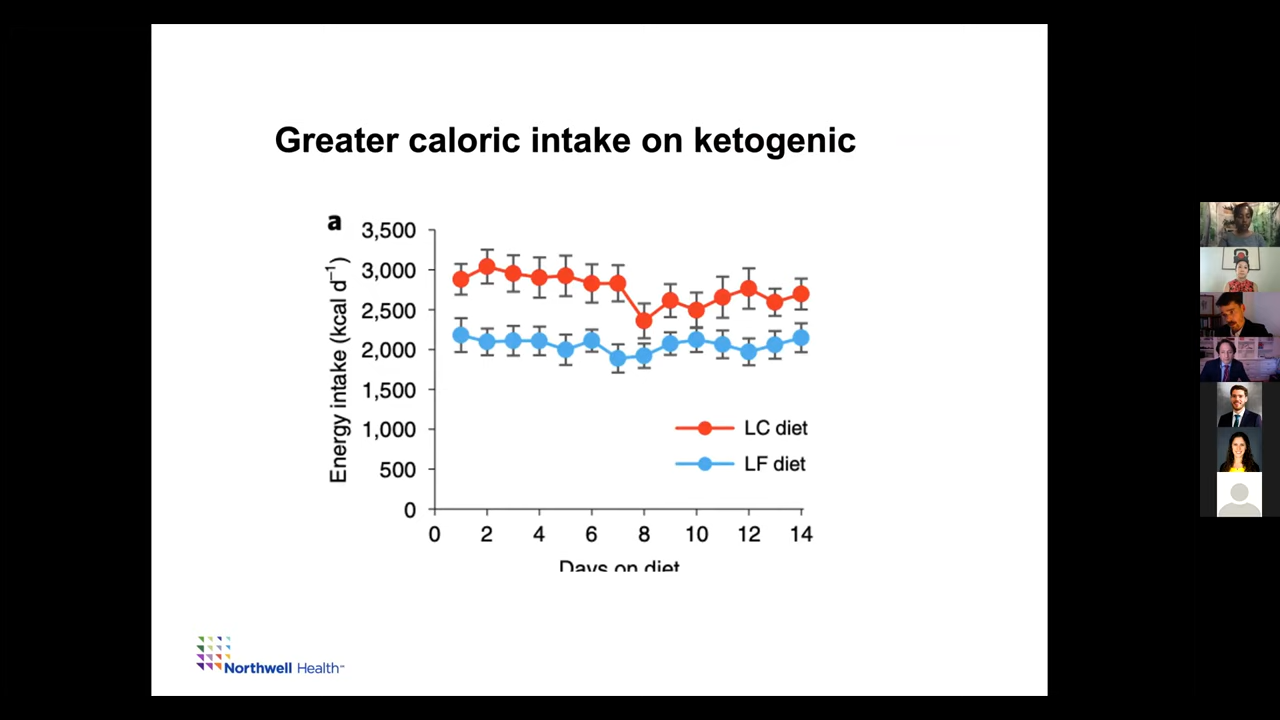 Greater caloric intake on ketogenic
a
3,500
3,000
2,500
2,000
1,500
1,000
500
0
Energy intake (kcal d⁻¹)
LC diet
LF diet
0 2 4 6 8 10 12 14
Days on diet
Northwell Health